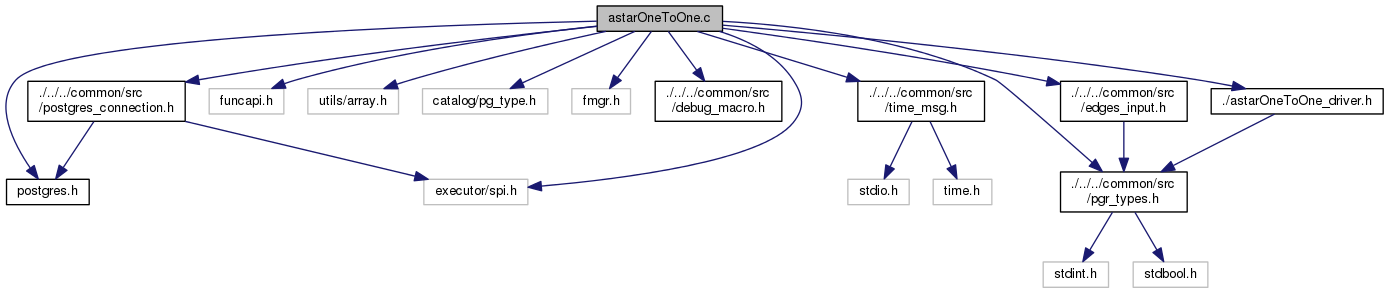 astarOneToOne.c
./../../common/src
/postgres_connection.h
funcapi.h
utils/array.h
catalog/pg_type.h
fmgr.h
./../../common/src
/debug_macro.h
./../../common/src
/time_msg.h
./../../common/src
/edges_input.h
./astarOneToOne_driver.h
postgres.h
executor/spi.h
stdio.h
time.h
./../../common/src
/pgr_types.h
stdint.h
stdbool.h